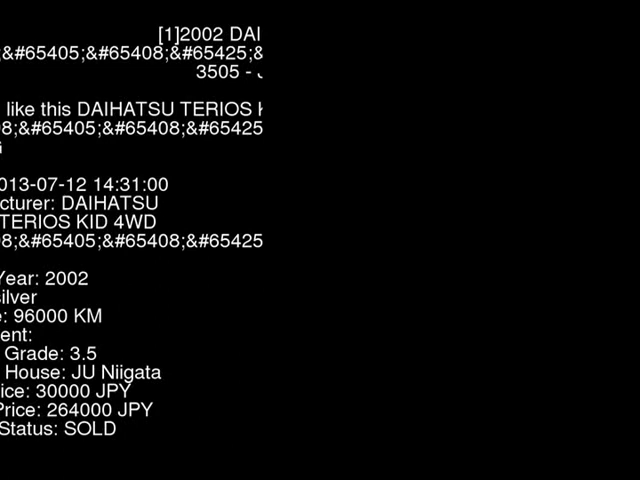 [1]2002 DAI
;&#65405;&#65408;&#65425;&
3505 -
like this DAIHATSU TERIOS
8;&#65405;&#65408;&#65425
013-07-12 14:31:00
cturer: DAIHATSU
TERIOS KID 4WD
8;&#65405;&#65408;&#65425
Year: 2002
silver
e: 96000 KM
ent:
Grade: 3.5
House: JU Niigata
ice: 30000 JPY
Price: 264000 JPY
Status: SOLD